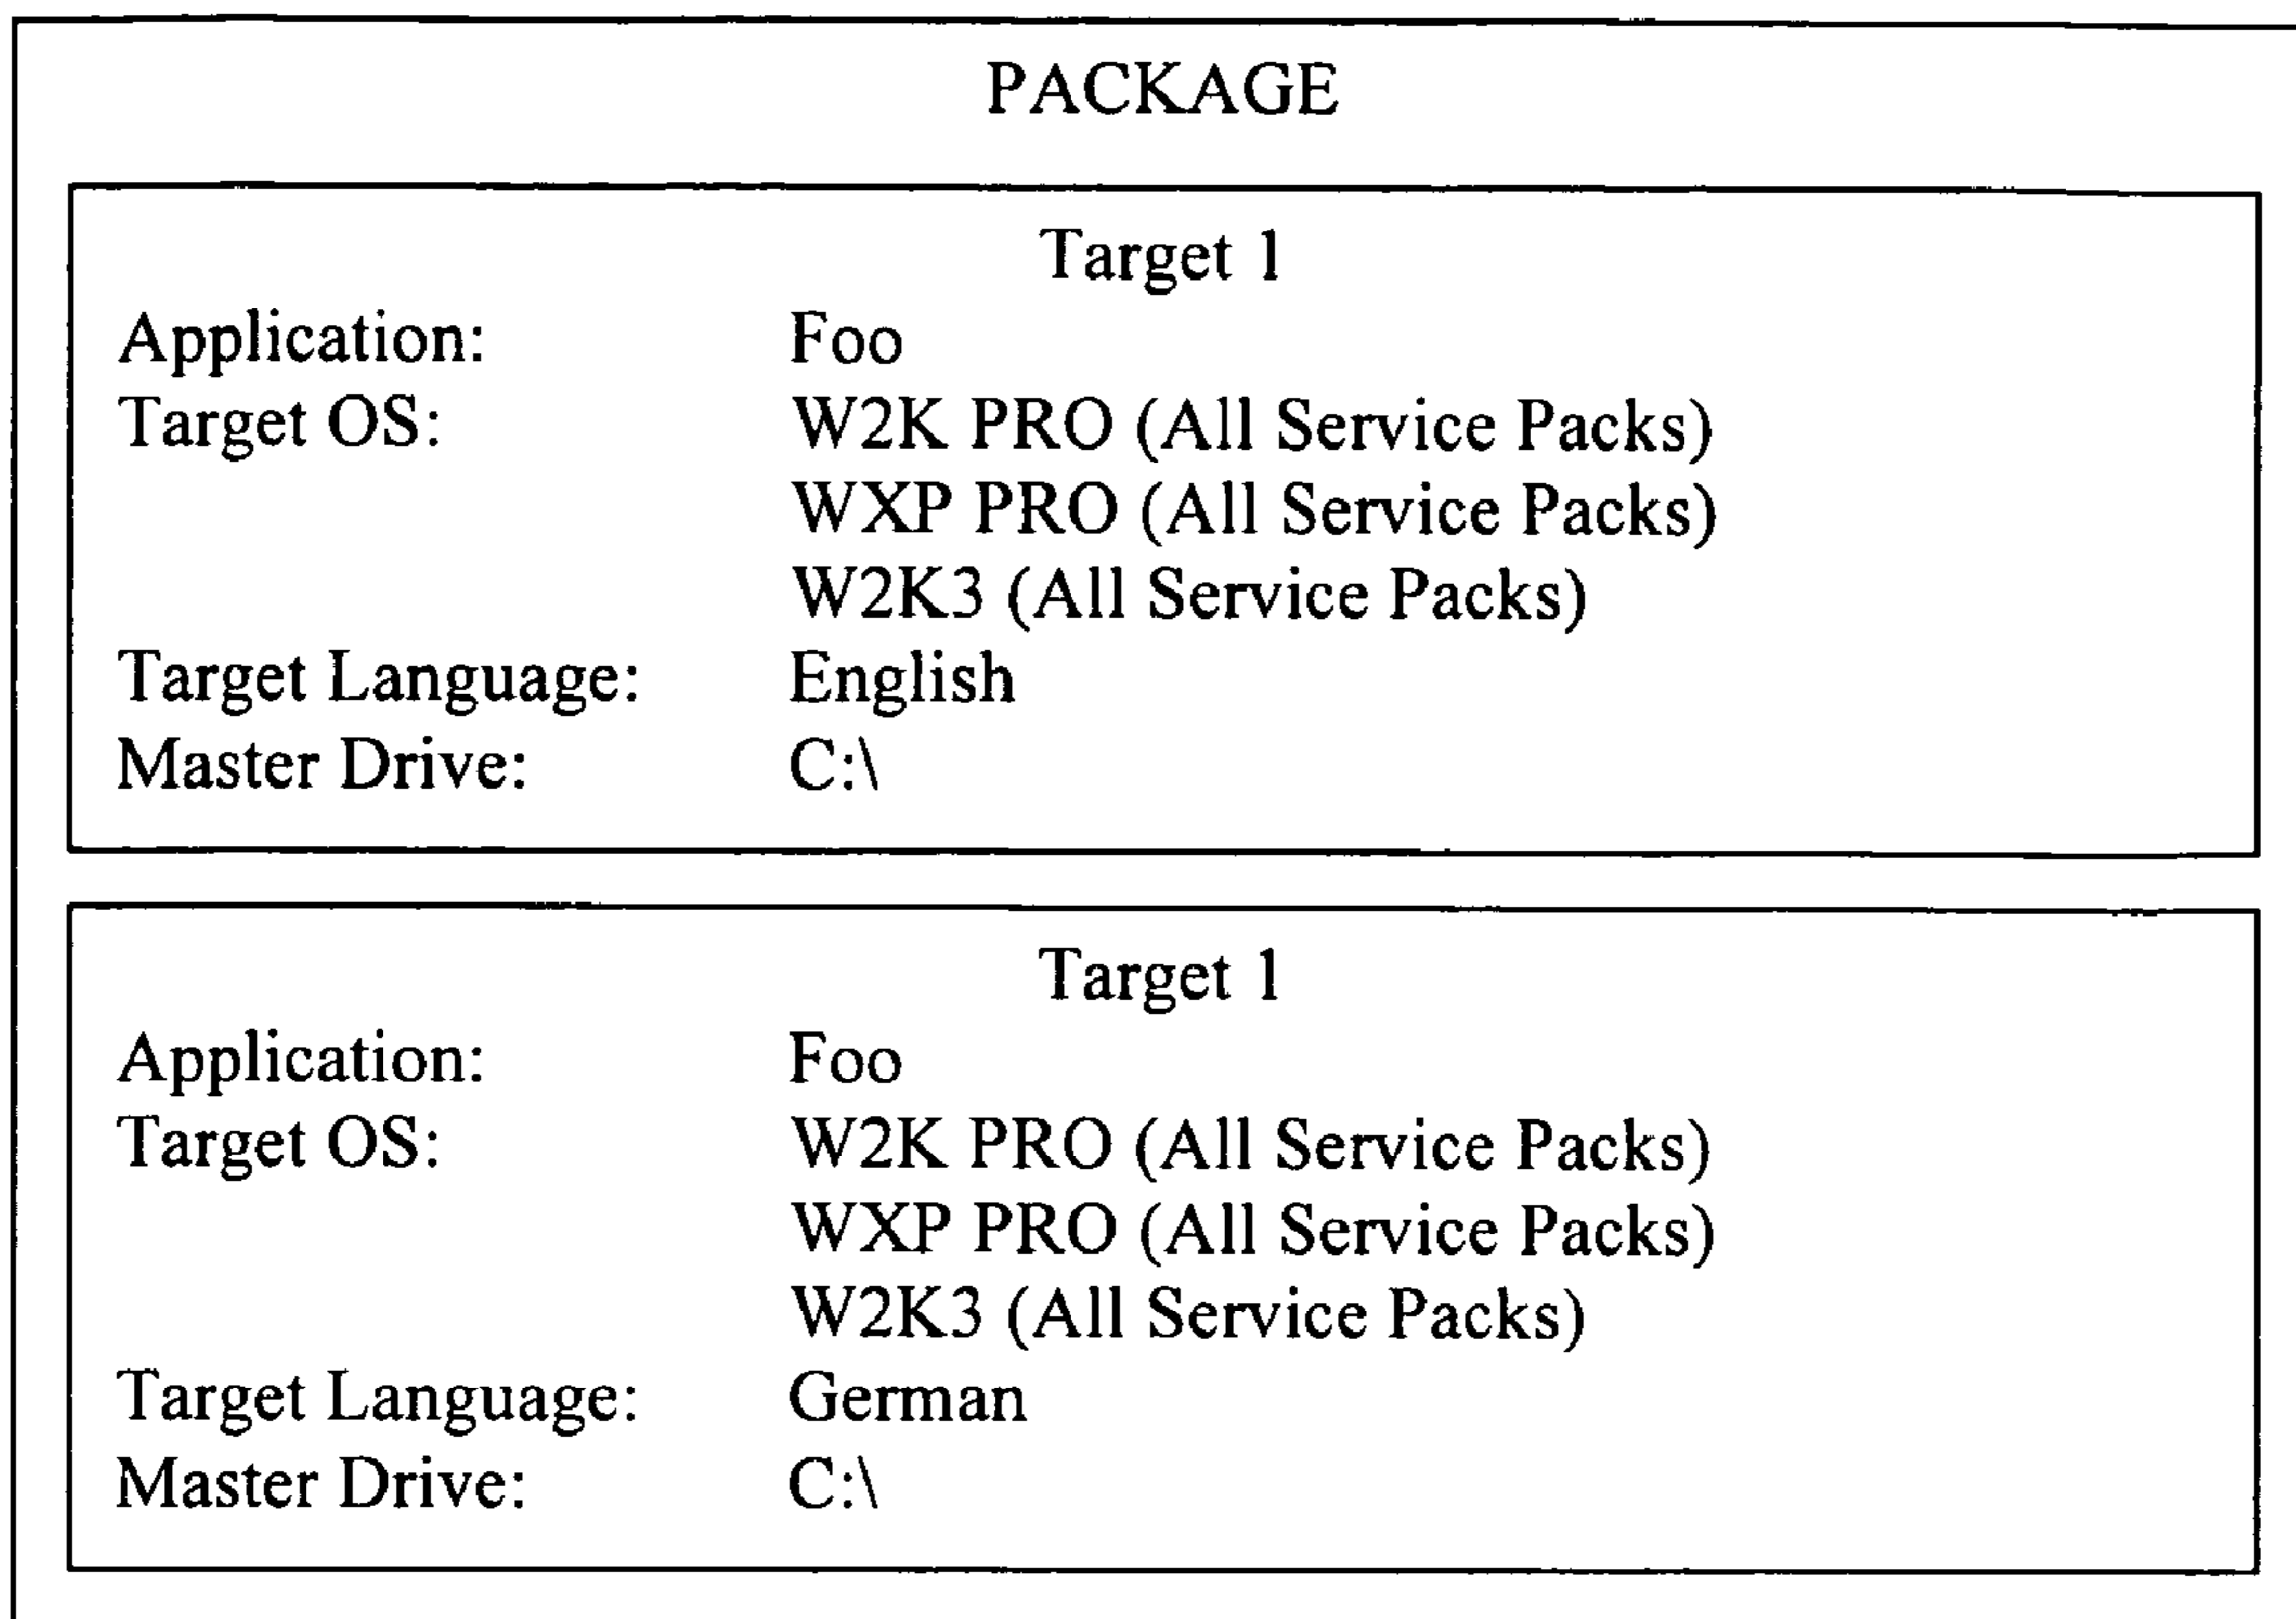 PACKAGE
Target 1
Application: Foo
Target OS: W2K PRO (All Service Packs)
WXP PRO (All Service Packs)
W2K3 (All Service Packs)
Target Language: English
Master Drive: C:\
Target 1
Application: Foo
Target OS: W2K PRO (All Service Packs)
WXP PRO (All Service Packs)
W2K3 (All Service Packs)
Target Language: German
Master Drive: C:\